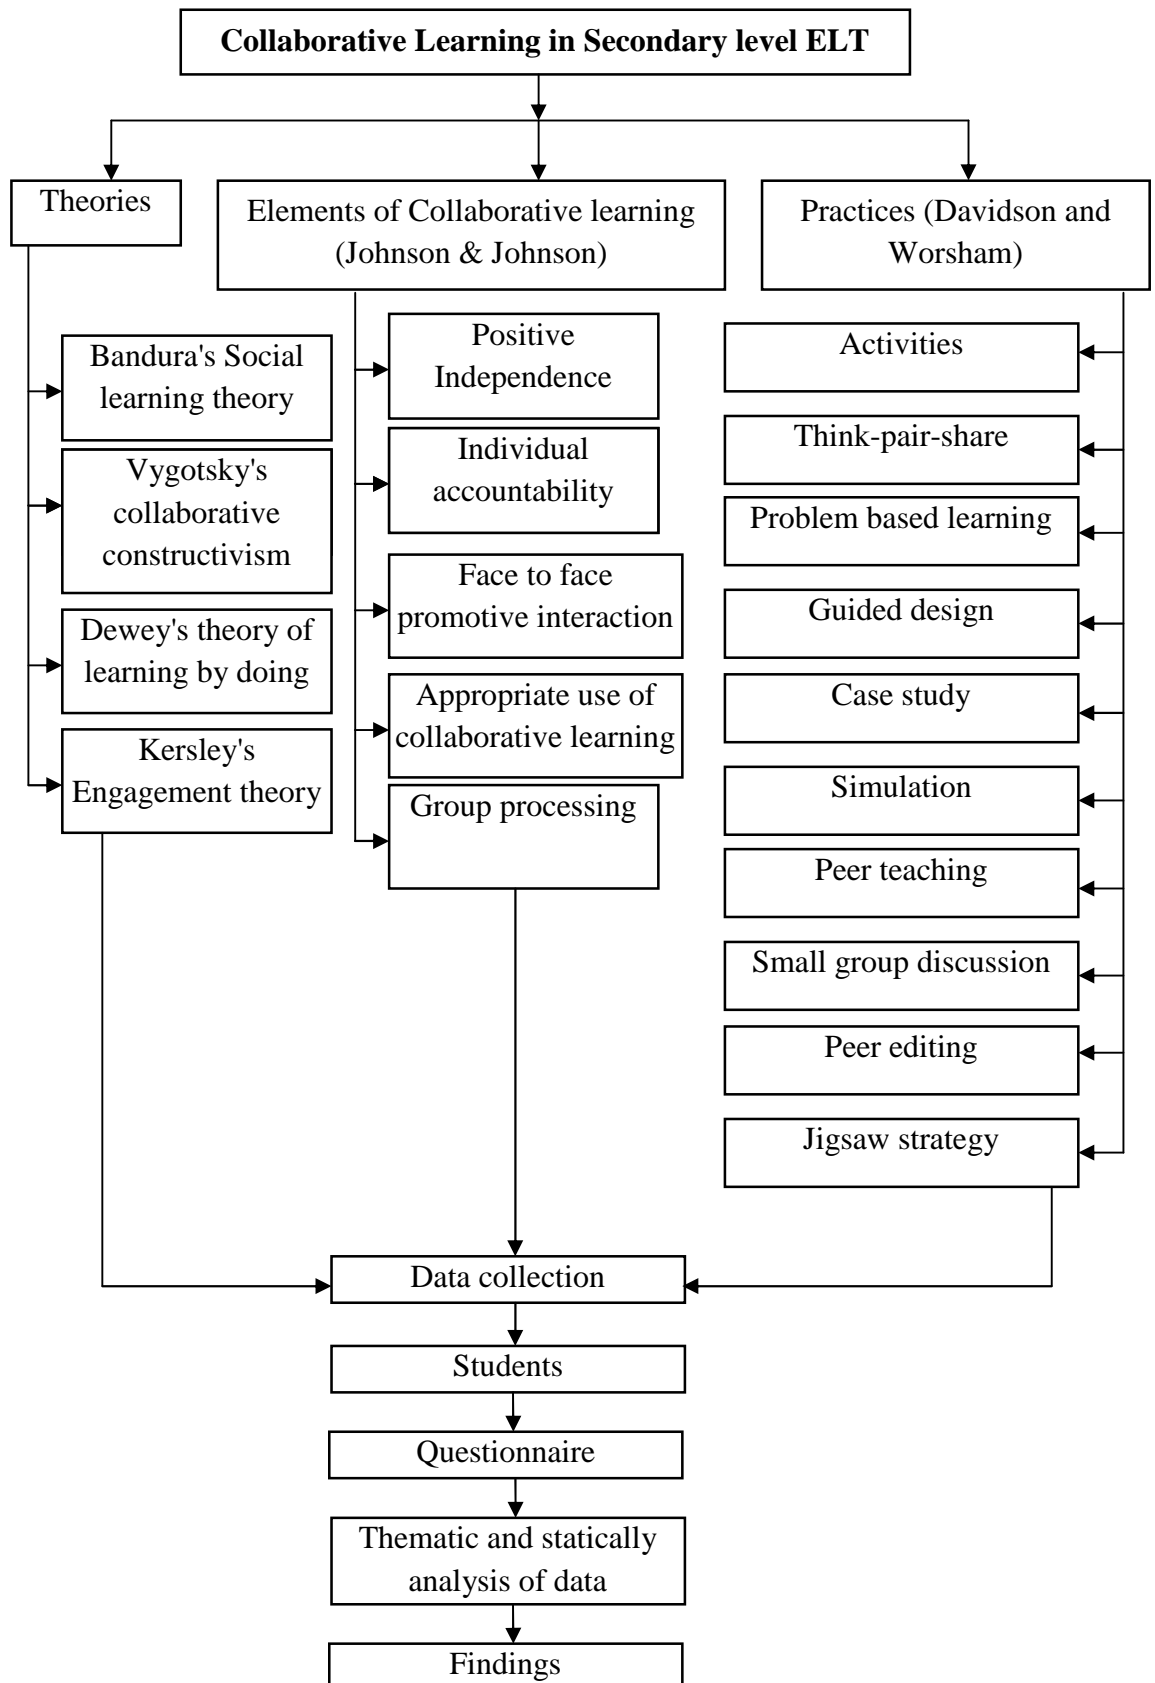 Collaborative Learning in Secondary level ELT
Theories
Elements of Collaborative learning
(Johnson & Johnson)
Practices (Davidson and
Worsham)
Bandura's Social
learning theory
Vygotsky's
collaborative
constructivism
Dewey's theory of
learning by doing
Kersley's
Engagement theory
Positive
Independence
Individual
accountability
Face to face
promotive interaction
Appropriate use of
collaborative learning
Group processing
Activities
Think-pair-share
Problem based learning
Guided design
Case study
Simulation
Peer teaching
Small group discussion
Peer editing
Jigsaw strategy
Data collection
Students
Questionnaire
Thematic and statically
analysis of data
Findings